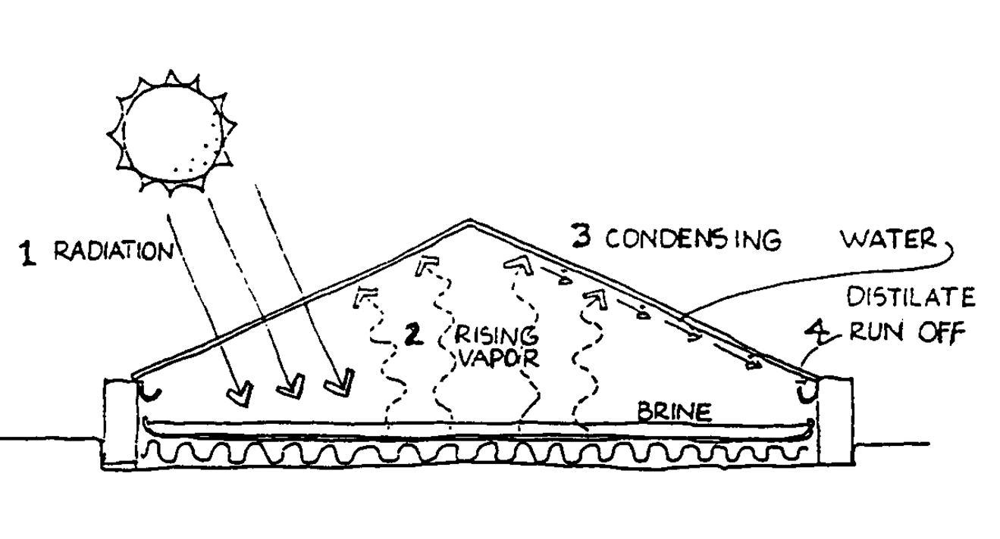 1 RADIATION
3 CONDENSING
WATER
DISTILATE
4 RUN OFF
2 RISING
VAPOR
BRINE